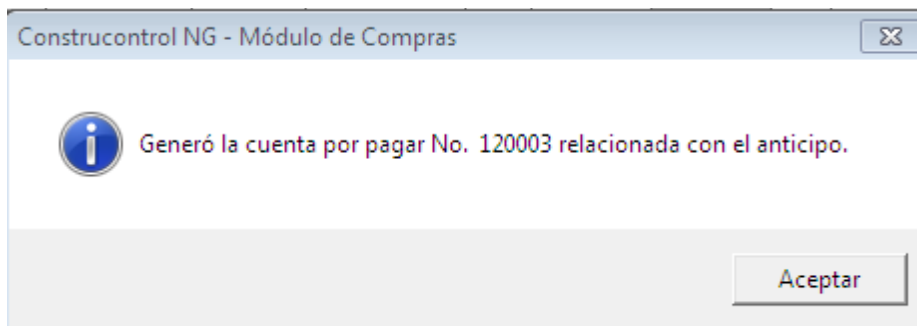 Construcontrol NG - Módulo de Compras
Generó la cuenta por pagar No. 120003 relacionada con el anticipo.
Aceptar